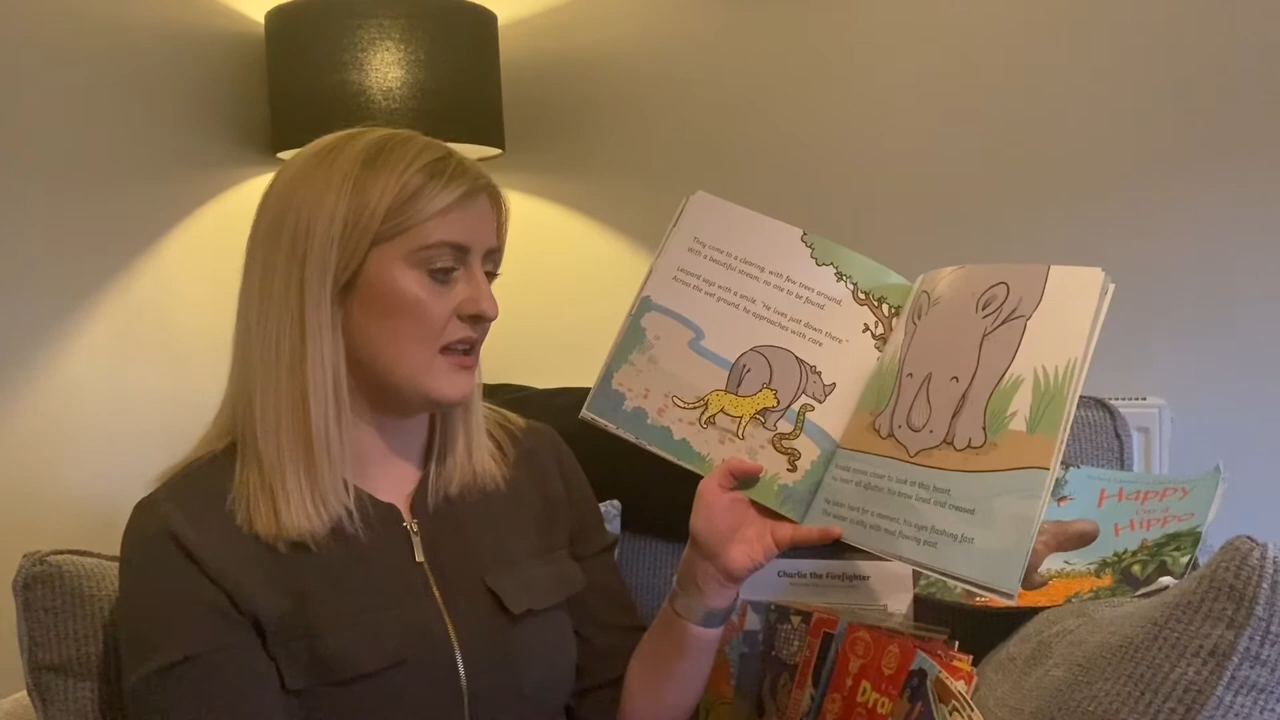 They come to a clearing, with few trees around,
With a beautiful stream; no one to be found.
Leopard says with a smile, "He lives just down there."
Across the wet ground, he approaches with care
moves closer to look at this beast,
his heart all aflutter, his brow lined and creased.
He leans hard for a moment, his eyes flashing fast
The water is silty with mud flowing past.
Happy
I'm a
Hippo
Charlie the Firefighter